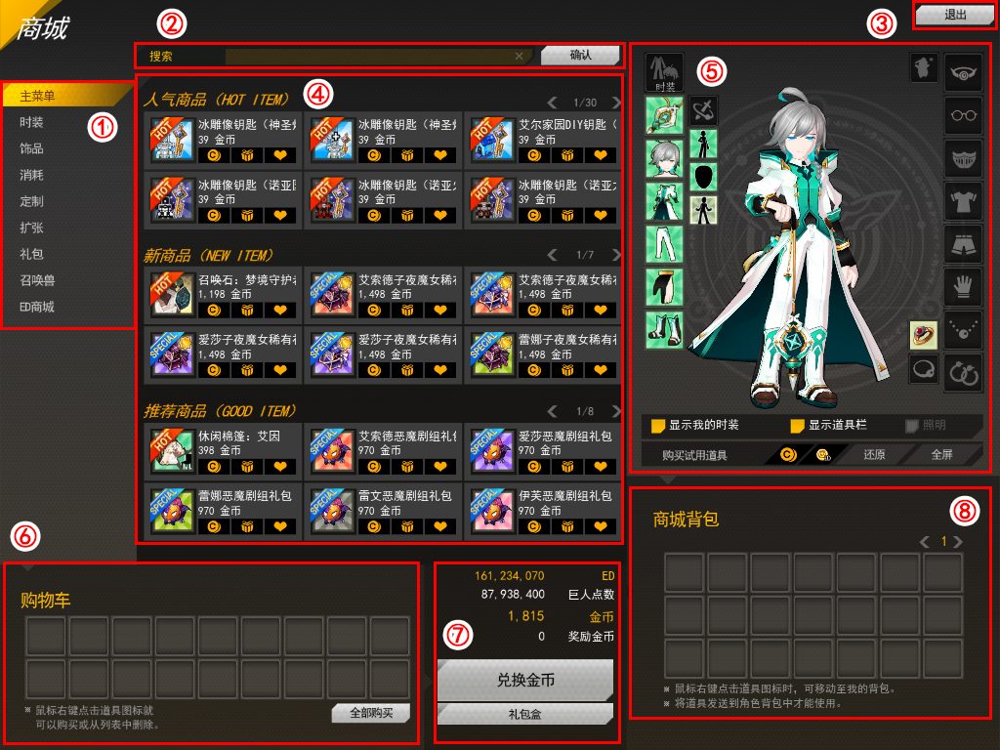 商城
②
③
退出
搜索
确认
主菜单
时装
饰品
消耗
定制
扩张
礼包
召唤兽
ED商城
①
④
人气商品 (HOT ITEM)
1/30
HOT
冰雕像钥匙（神圣
39 金币
HOT
冰雕像钥匙（神圣
39 金币
HOT
艾尔家园DIY钥匙（
39 金币
HOT
冰雕像钥匙（诺亚
39 金币
HOT
冰雕像钥匙（诺亚
39 金币
HOT
冰雕像钥匙（诺亚
39 金币
新商品 (NEW ITEM)
1/7
HOT
召唤石: 梦境守护
1,198 金币
SPECIAL
艾索德子夜魔女稀
1,498 金币
SPECIAL
艾索德子夜魔女稀
1,498 金币
SPECIAL
爱莎子夜魔女稀有
1,498 金币
SPECIAL
爱莎子夜魔女稀有
1,498 金币
SPECIAL
蕾娜子夜魔女稀有
1,498 金币
推荐商品 (GOOD ITEM)
1/8
HOT
休闲棉篷: 艾因
398 金币
SPECIAL
艾索德恶魔剧组礼
970 金币
SPECIAL
爱莎恶魔剧组礼包
970 金币
SPECIAL
蕾娜恶魔剧组礼包
970 金币
SPECIAL
雷文恶魔剧组礼包
970 金币
SPECIAL
伊芙恶魔剧组礼包
970 金币
⑤
时装
显示我的时装
显示道具栏
照明
购买试用道具
还原
全屏
⑥
购物车
※ 鼠标右键点击道具图标就
可以购买或从列表中删除。
全部购买
⑦
161,234,070 ED
87,938,400 巨人点数
1,815 金币
0 奖励金币
兑换金币
礼包盒
⑧
商城背包
1
※ 鼠标右键点击道具图标时，可移动至我的背包。
※ 将道具发送到角色背包中才能使用。